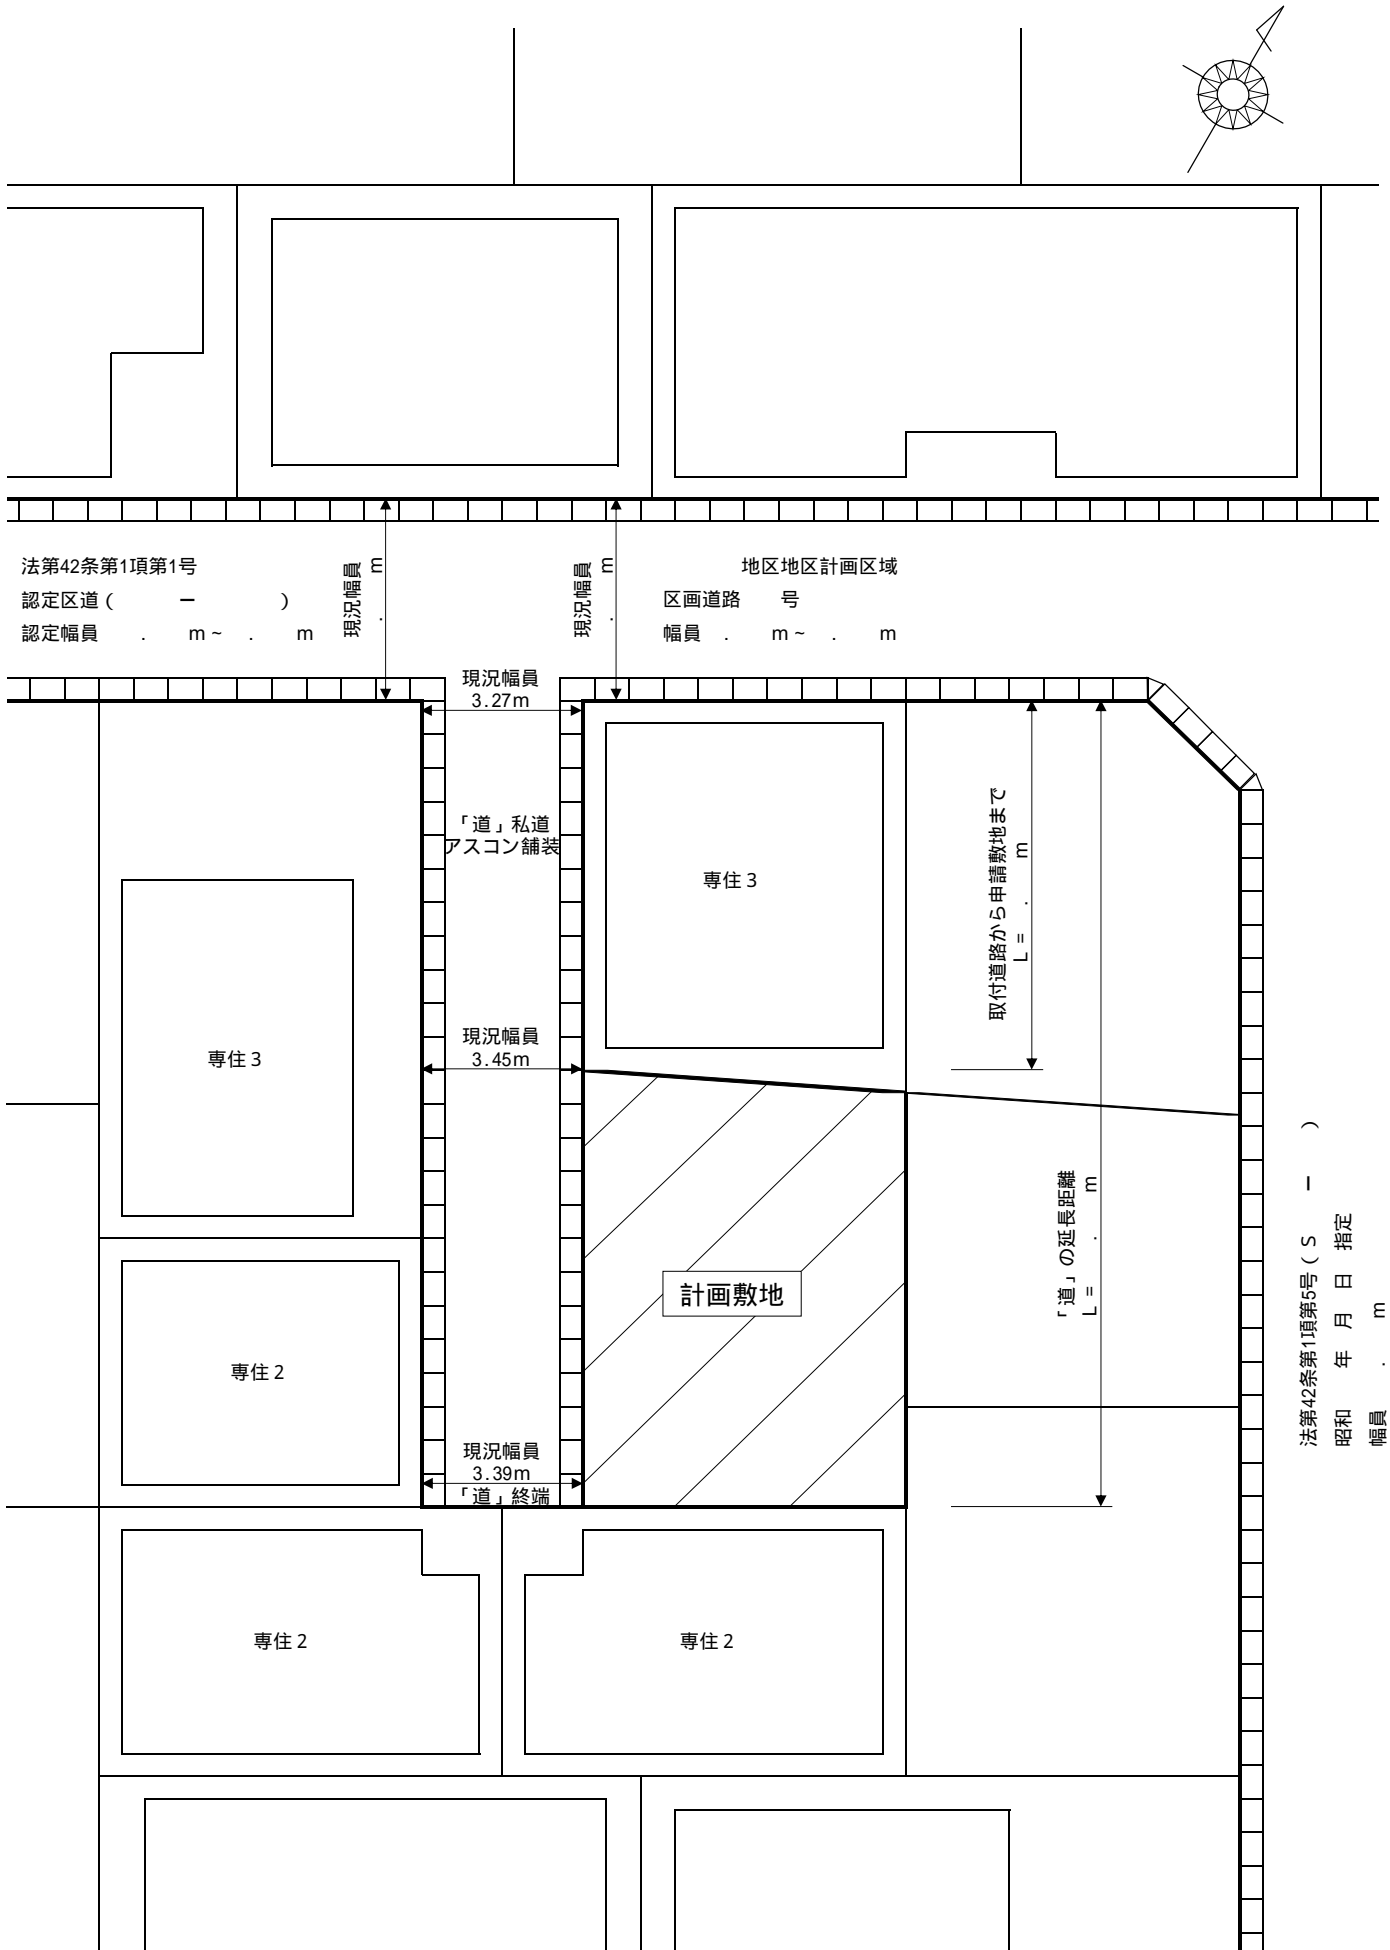 法第42条第1項第1号
認定区道（　　ー　　）
認定幅員　．　m～　．　m
現況幅員
．　m
現況幅員
．　m
地区地区計画区域
区画道路　号
幅員　．　m～　．　m
現況幅員
3.27m
「道」私道
アスコン舗装
専住3
取付道路から申請敷地まで
L=　．　m
専住3
現況幅員
3.45m
「道」の延長距離
L=　．　m
計画敷地
法第42条第1項第5号（S　ー　）
昭和　年　月　日　指定
幅員　．　m
専住2
現況幅員
3.39m
「道」終端
専住2
専住2